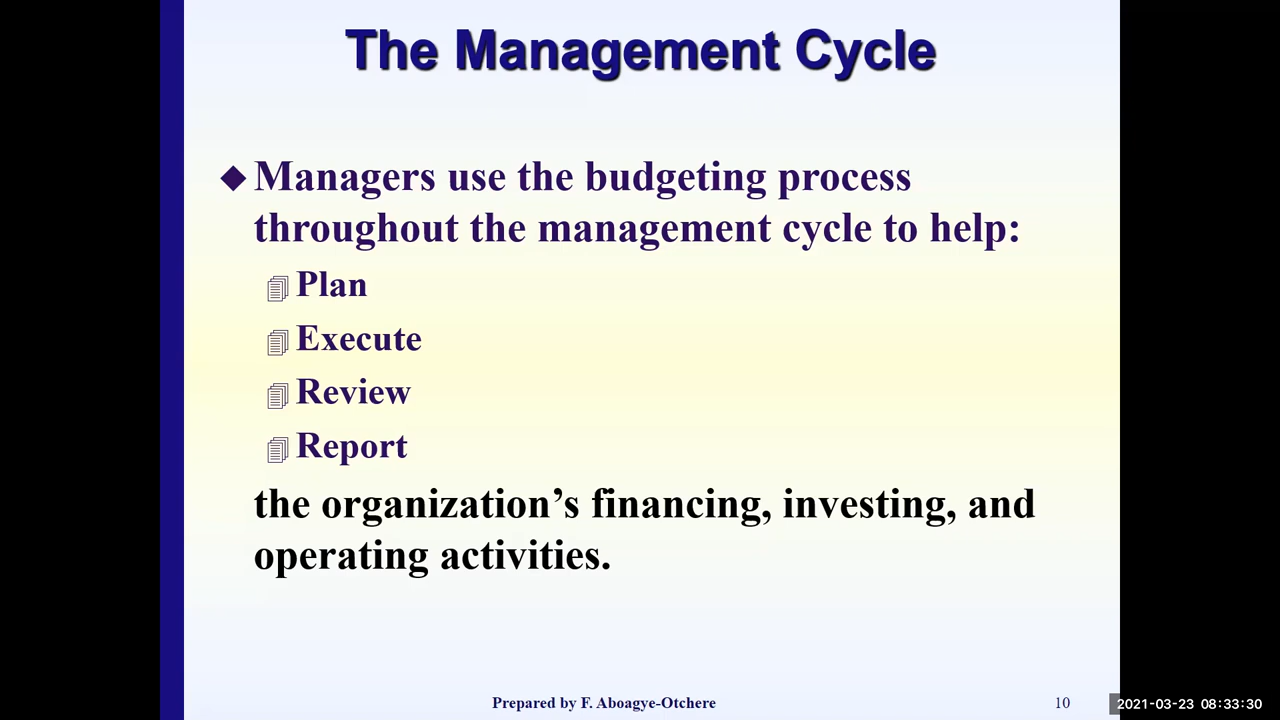 The Management Cycle
Managers use the budgeting process
throughout the management cycle to help:
Plan
Execute
Review
Report
the organization’s financing, investing, and
operating activities.
Prepared by F. Aboagye-Otchere
10
2021-03-23 08:33:30